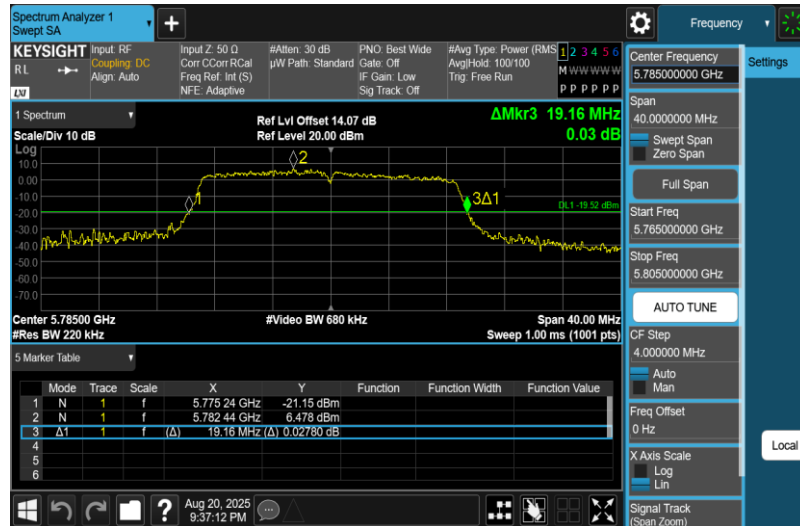 Spectrum Analyzer 1
Swept SA
+
Frequency
KEYSIGHT
RL
LXI
Input: RF
Coupling: DC
Align: Auto
Input Z: 50 Ω
Corr CCorr RCal
Freq Ref: Int (S)
NFE: Adaptive
#Atten: 30 dB
µW Path: Standard
PNO: Best Wide
Gate: Off
IF Gain: Low
Sig Track: Off
#Avg Type: Power (RMS
Avg|Hold: 100/100
Trig: Free Run
1 2 3 4 5 6
M W W W W W
P P P P P P
1 Spectrum
Scale/Div 10 dB
Ref Lvl Offset 14.07 dB
Ref Level 20.00 dBm
ΔMkr3 19.16 MHz
0.03 dB
Log
10.0
0.00
-10.0
-20.0
-30.0
-40.0
-50.0
-60.0
-70.0
1
2
3Δ1
DL1 -19.52 dBm
Center 5.78500 GHz
#Res BW 220 kHz
#Video BW 680 kHz
Span 40.00 MHz
Sweep 1.00 ms (1001 pts)
5 Marker Table
Mode Trace Scale X Y Function Function Width Function Value
1 N 1 f 5.775 24 GHz -21.15 dBm
2 N 1 f 5.782 44 GHz 6.478 dBm
3 Δ1 1 f (Δ) 19.16 MHz (Δ) 0.02780 dB
4
5
6
?
Aug 20, 2025
9:37:12 PM
Center Frequency
5.785000000 GHz
Span
40.0000000 MHz
Swept Span
Zero Span
Full Span
Start Freq
5.765000000 GHz
Stop Freq
5.805000000 GHz
AUTO TUNE
CF Step
4.000000 MHz
Auto
Man
Freq Offset
0 Hz
X Axis Scale
Log
Lin
Signal Track
(Span Zoom)
Settings
Local